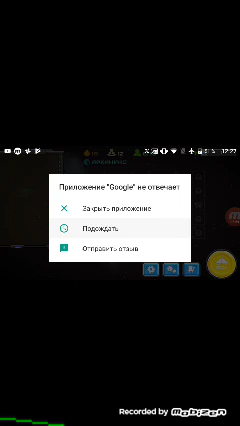 12:27
Приложение "Google" не отвечает
Закрыть приложение
Подождать
Отправить отзыв
Recorded by mobizen